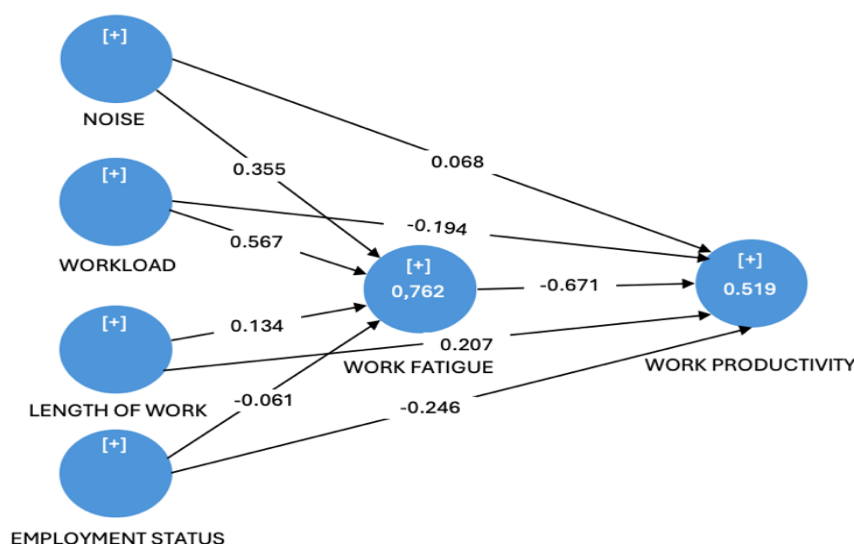 [+]
NOISE
0.355
0.068
[+]
WORKLOAD
-0.194
0.567
[+]
0,762
WORK FATIGUE
-0.671
[+]
0.519
WORK PRODUCTIVITY
[+]
LENGTH OF WORK
0.134
0.207
-0.061
-0.246
[+]
EMPLOYMENT STATUS